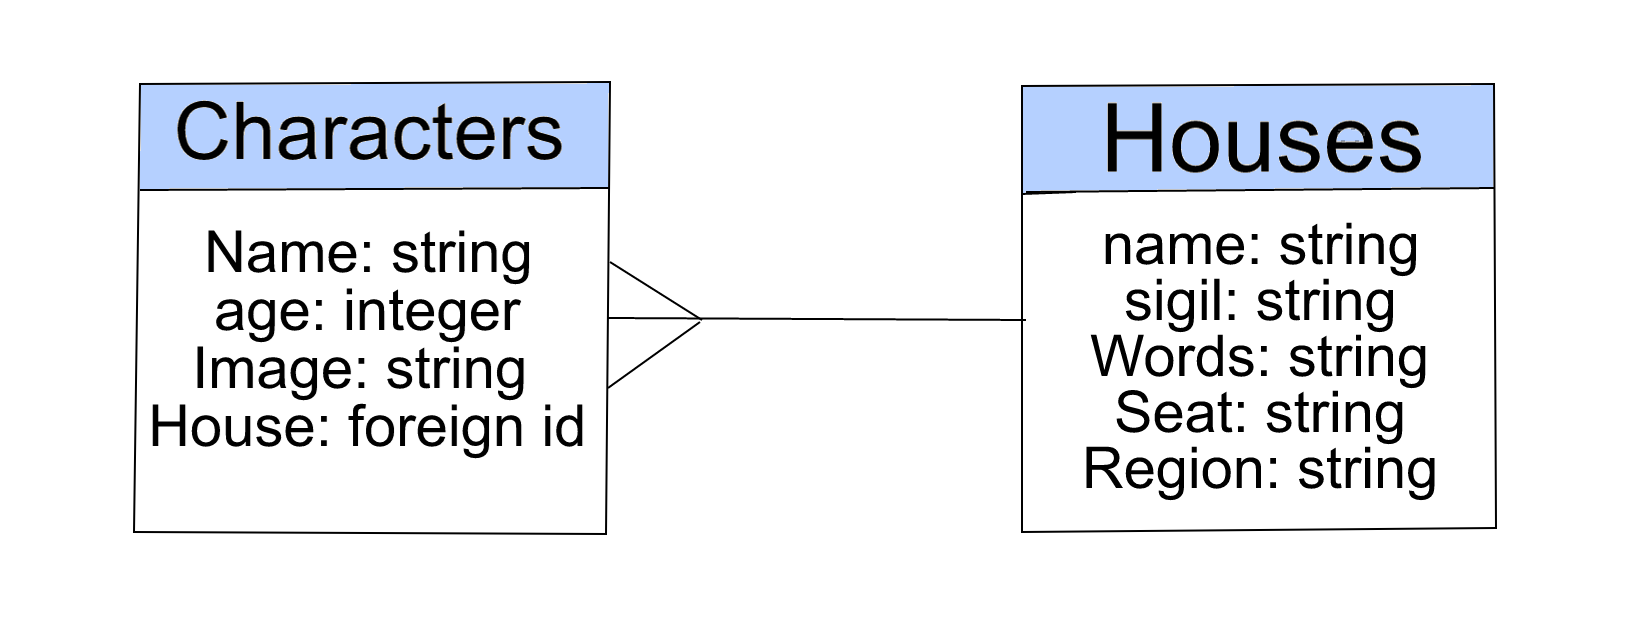 Characters
Name: string
age: integer
Image: string
House: foreign id
Houses
name: string
sigil: string
Words: string
Seat: string
Region: string